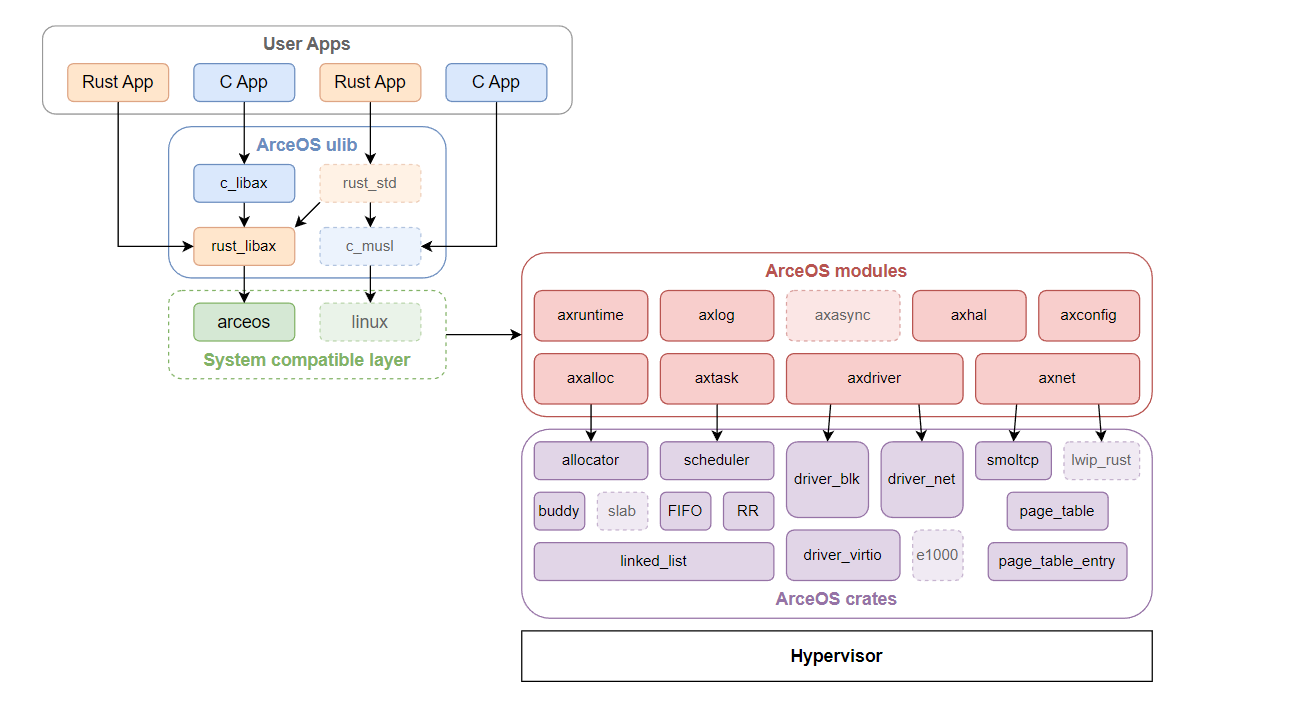 User Apps
Rust App
C App
Rust App
C App
ArceOS ulib
c_libax
rust_std
rust_libax
c_musl
arceos
linux
System compatible layer
ArceOS modules
axruntime
axlog
axasync
axhal
axconfig
axalloc
axtask
axdriver
axnet
allocator
scheduler
driver_blk
driver_net
smoltcp
lwip_rust
buddy
slab
FIFO
RR
page_table
linked_list
driver_virtio
e1000
page_table_entry
ArceOS crates
Hypervisor